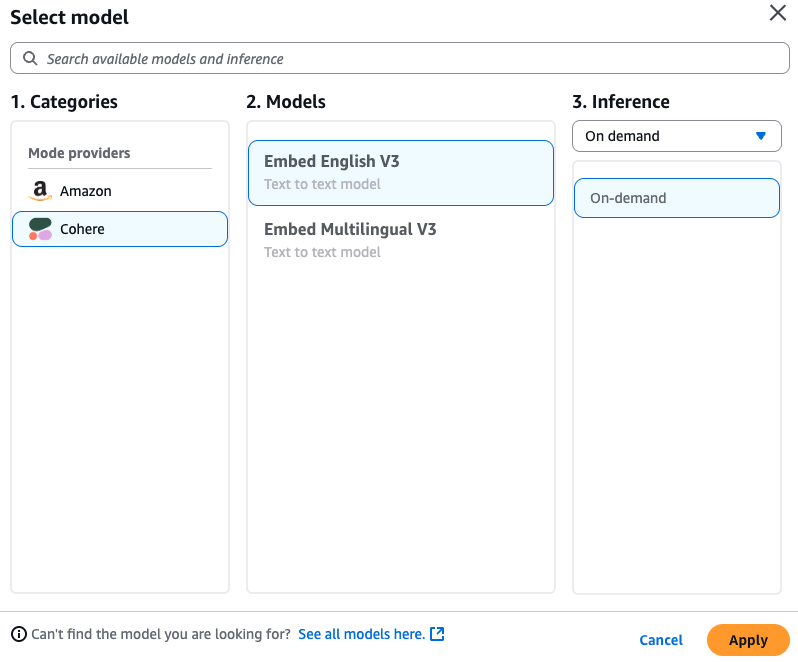 Select model
Search available models and inference
1. Categories
Mode providers
Amazon
Cohere
2. Models
Embed English V3
Text to text model
Embed Multilingual V3
Text to text model
3. Inference
On demand
On-demand
Can't find the model you are looking for? See all models here.
Cancel
Apply